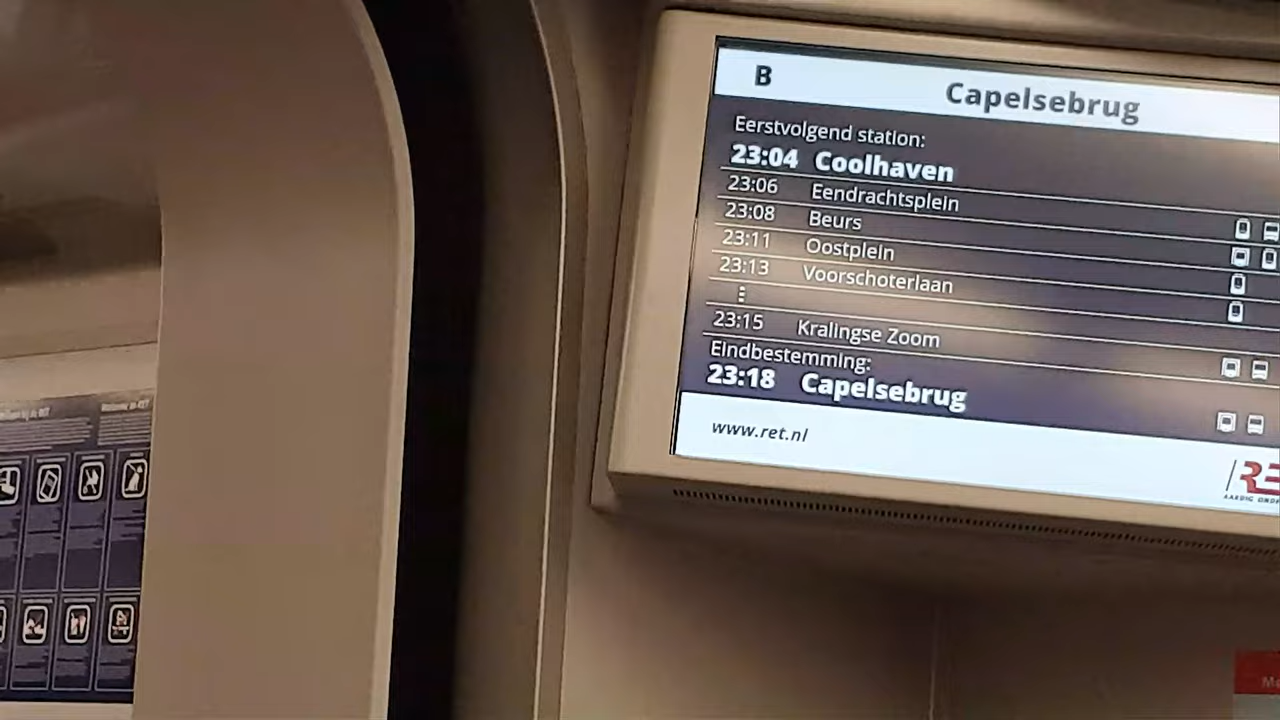 B Capelsebrug
Eerstvolgend station:
23:04 Coolhaven
23:06 Eendrachtsplein
23:08 Beurs
23:11 Oostplein
23:13 Voorschoterlaan
23:15 Kralingse Zoom
Eindbestemming:
23:18 Capelsebrug
www.ret.nl